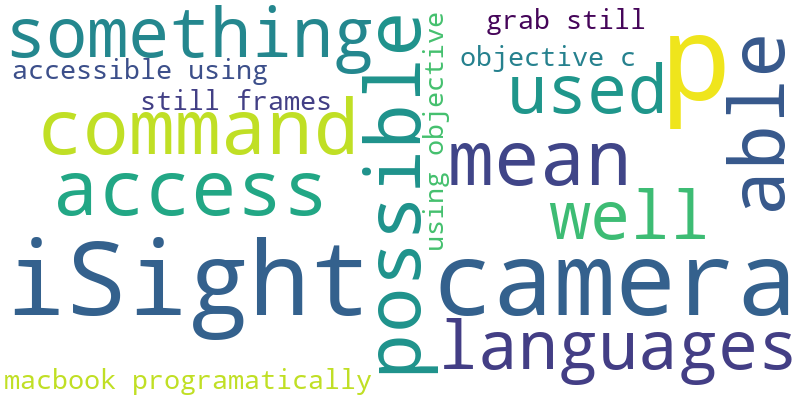 somethinge
accessible using
still frames
command
access
iSight
macbook programatically
possible
using objective
grab still
objective c
used
p
able
mean
well
camera
languages